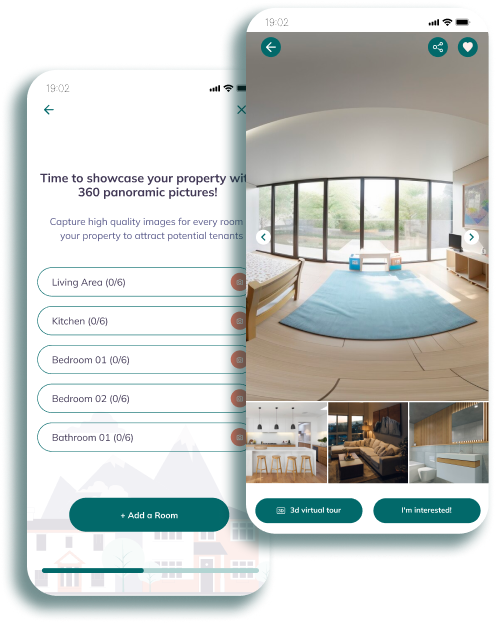 19:02
Time to showcase your property with
360 panoramic pictures!
Capture high quality images for every room
your property to attract potential tenants
Living Area (0/6)
Kitchen (0/6)
Bedroom 01 (0/6)
Bedroom 02 (0/6)
Bathroom 01 (0/6)
+ Add a Room
19:02
3d virtual tour
I'm interested!